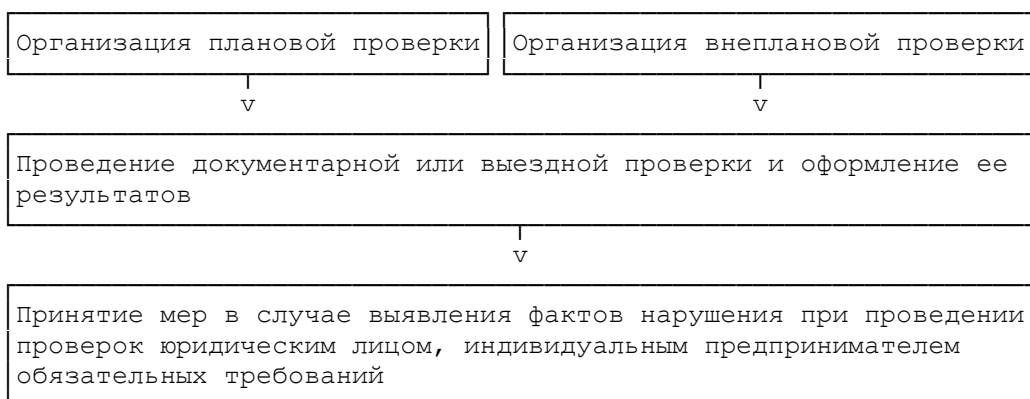 Организация плановой проверки Организация внеплановой проверки
v v
Проведение документарной или выездной проверки и оформление ее
результатов
v
Принятие мер в случае выявления фактов нарушения при проведении
проверок юридическим лицом, индивидуальным предпринимателем
обязательных требований